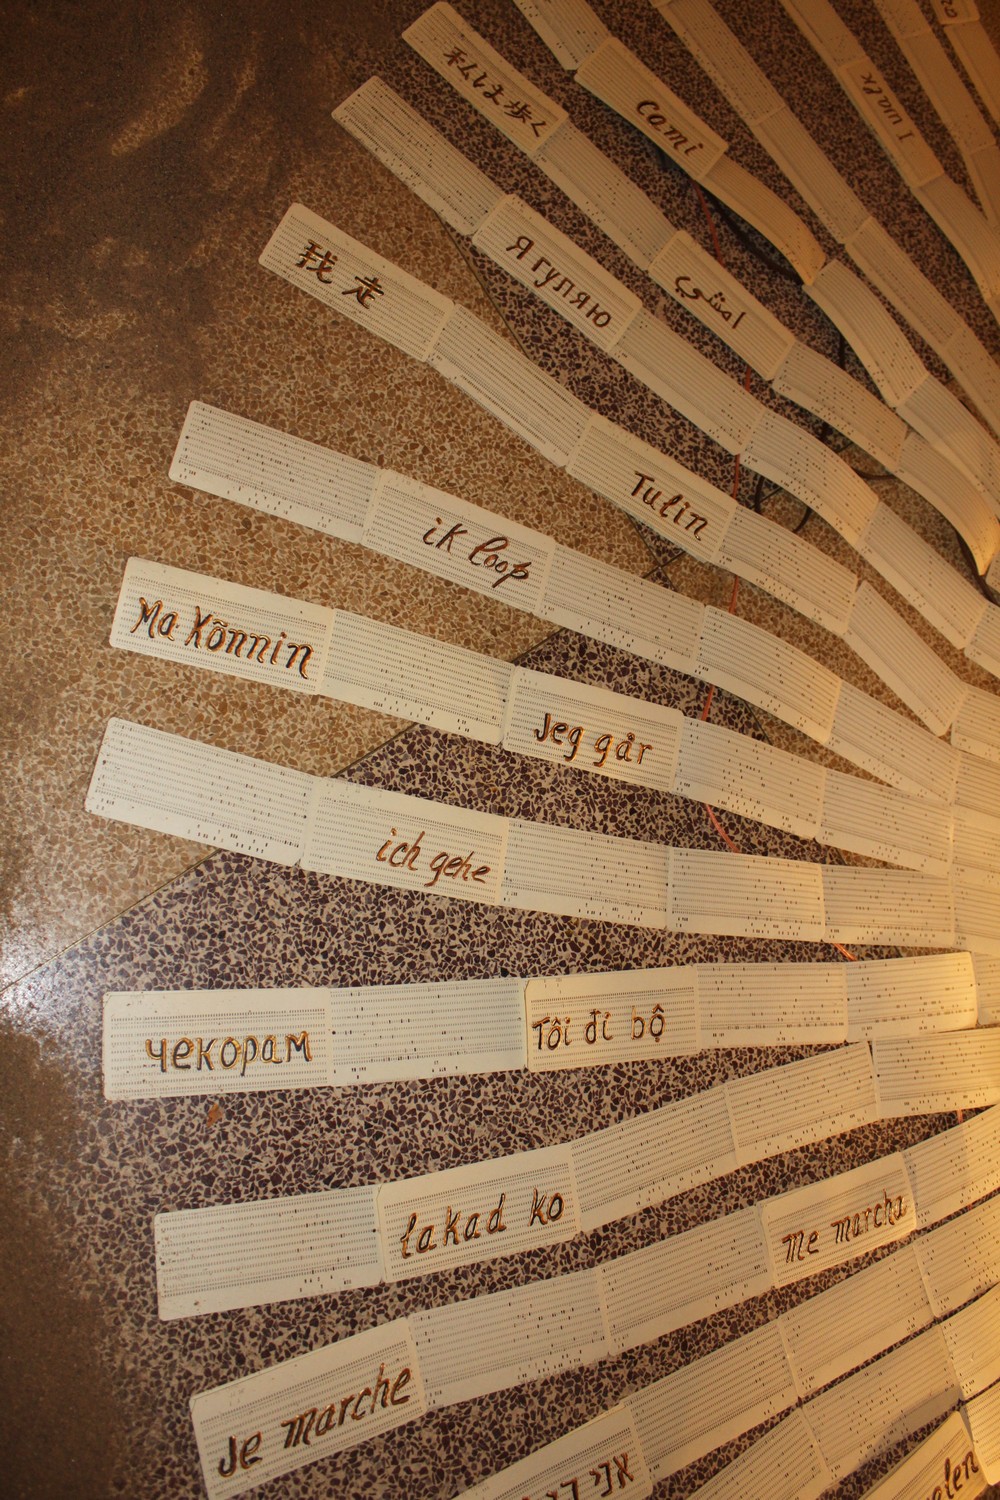 私は歩く
Cami
I walk
我 走
Я гуляю
امشي
Tulin
ik loop
Ma Kõnnin
Jeg går
ich gehe
чекорам
Tôi đi bộ
lakad ko
me marcha
Je marche
אני